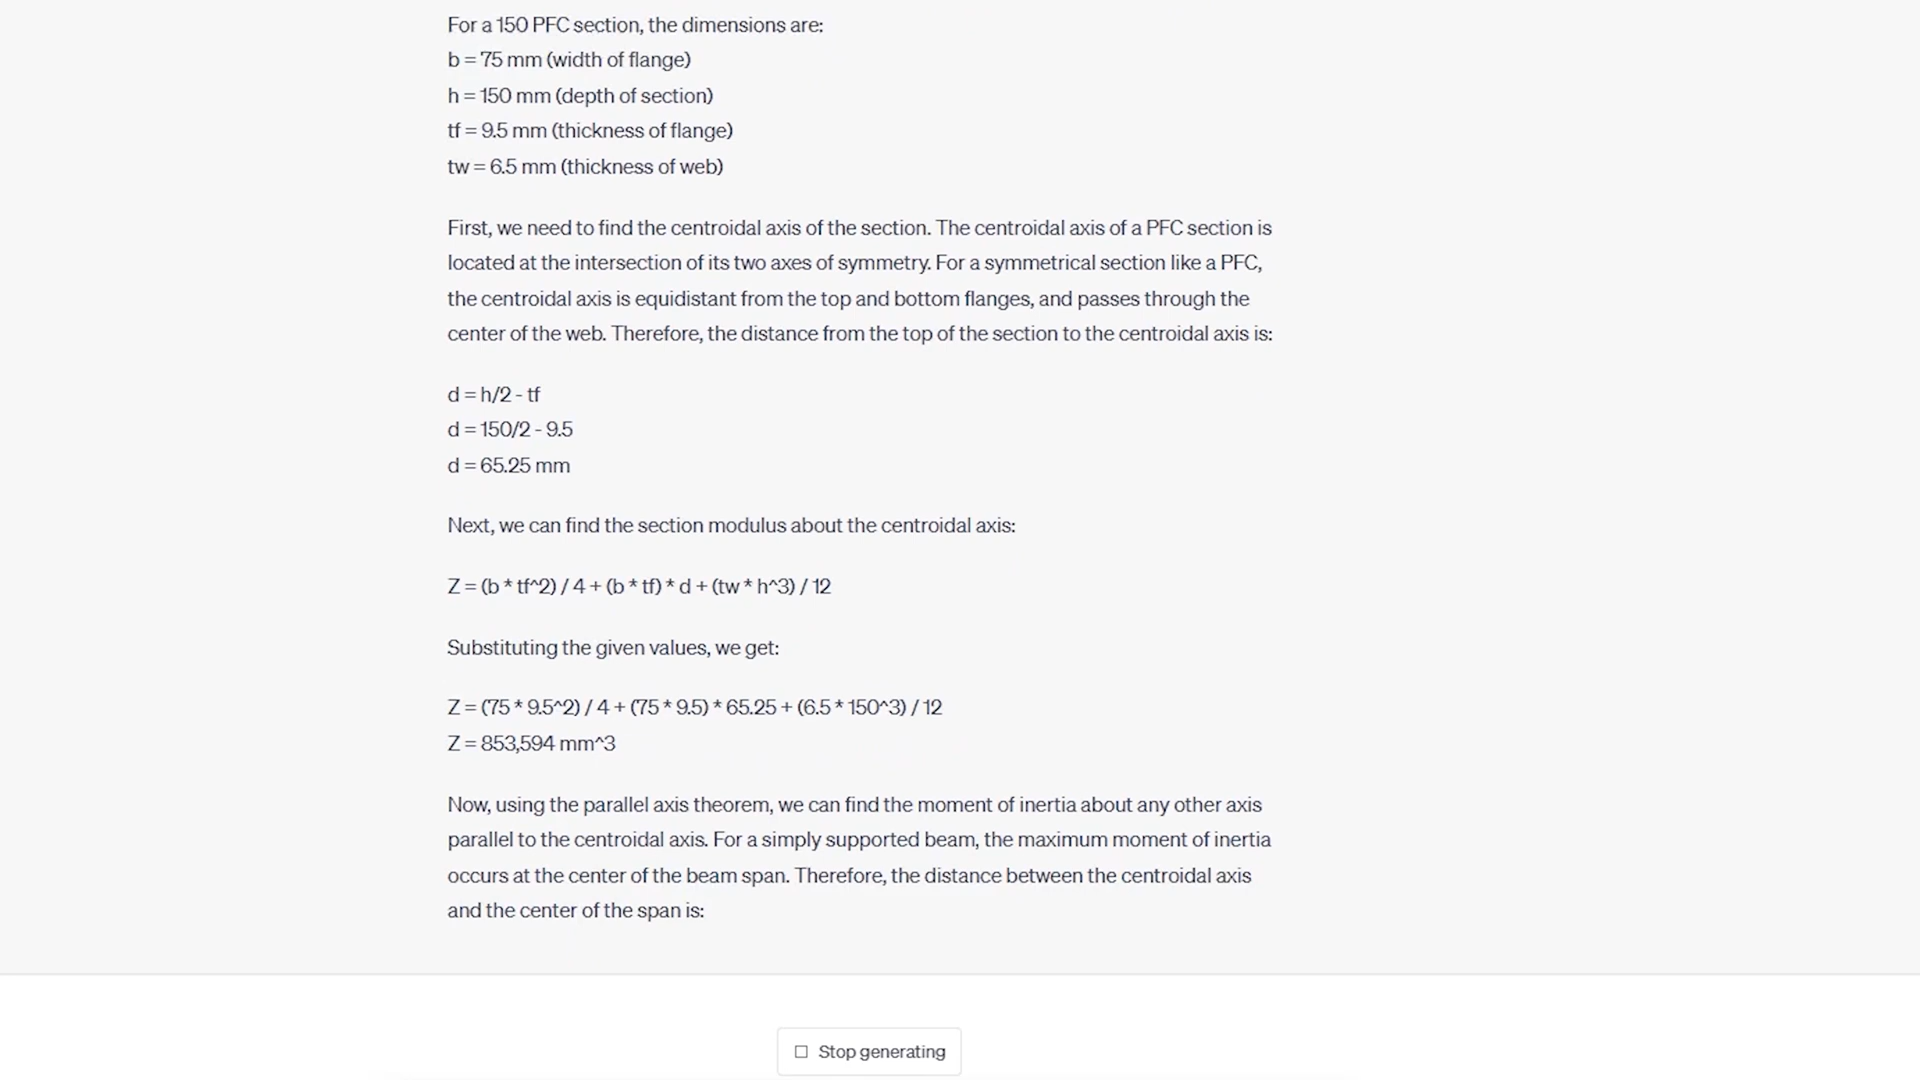 For a 150 PFC section, the dimensions are:
b = 75 mm (width of flange)
h = 150 mm (depth of section)
tf = 9.5 mm (thickness of flange)
tw = 6.5 mm (thickness of web)
First, we need to find the centroidal axis of the section. The centroidal axis of a PFC section is
located at the intersection of its two axes of symmetry. For a symmetrical section like a PFC,
the centroidal axis is equidistant from the top and bottom flanges, and passes through the
center of the web. Therefore, the distance from the top of the section to the centroidal axis is:
d = h/2 - tf
d = 150/2 - 9.5
d = 65.25 mm
Next, we can find the section modulus about the centroidal axis:
Z = (b * tf^2) / 4 + (b * tf) * d + (tw * h^3) / 12
Substituting the given values, we get:
Z = (75 * 9.5^2) / 4 + (75 * 9.5) * 65.25 + (6.5 * 150^3) / 12
Z = 853,594 mm^3
Now, using the parallel axis theorem, we can find the moment of inertia about any other axis
parallel to the centroidal axis. For a simply supported beam, the maximum moment of inertia
occurs at the center of the beam span. Therefore, the distance between the centroidal axis
and the center of the span is:
Stop generating